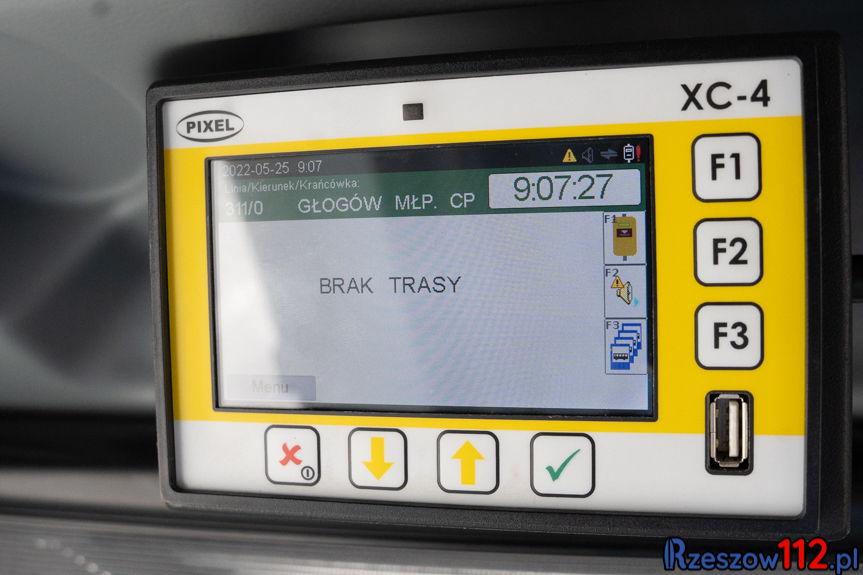 PIXEL
XC-4
2022-05-25 9:07
Linia/Kierunek/Krańcówka:
311/0 GŁOGÓW MŁP. CP
9:07:27
BRAK TRASY
F1
F2
F3
Menu
F1
F2
F3
Rzeszow112.pl